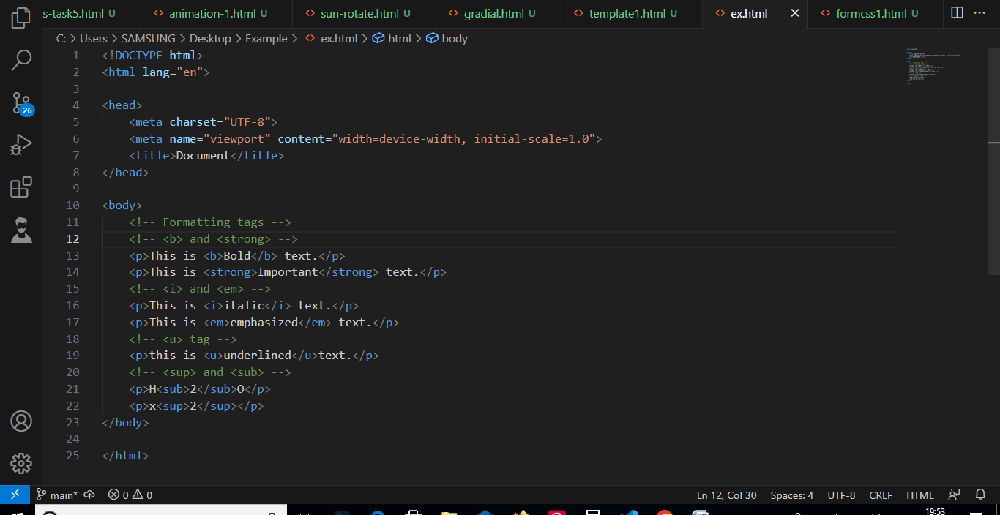 s-task5.html U animation-1.html U sun-rotate.html U gradial.html U template1.html U ex.html formcss1.html U
C: > Users > SAMSUNG > Desktop > Example > ex.html > html > body
1 <!DOCTYPE html>
2 <html lang="en">
3
4 <head>
5 <meta charset="UTF-8">
6 <meta name="viewport" content="width=device-width, initial-scale=1.0">
7 <title>Document</title>
8 </head>
9
10 <body>
11 <!-- Formatting tags -->
12 <!-- <b> and <strong> -->
13 <p>This is <b>Bold</b> text.</p>
14 <p>This is <strong>Important</strong> text.</p>
15 <!-- <i> and <em> -->
16 <p>This is <i>italic</i> text.</p>
17 <p>This is <em>emphasized</em> text.</p>
18 <!-- <u> tag -->
19 <p>this is <u>underlined</u>text.</p>
20 <!-- <sup> and <sub> -->
21 <p>H<sub>2</sub>O</p>
22 <p>x<sup>2</sup></p>
23 </body>
24
25 </html>
26
main* 0 0 Ln 12, Col 30 Spaces: 4 UTF-8 CRLF HTML
19:53